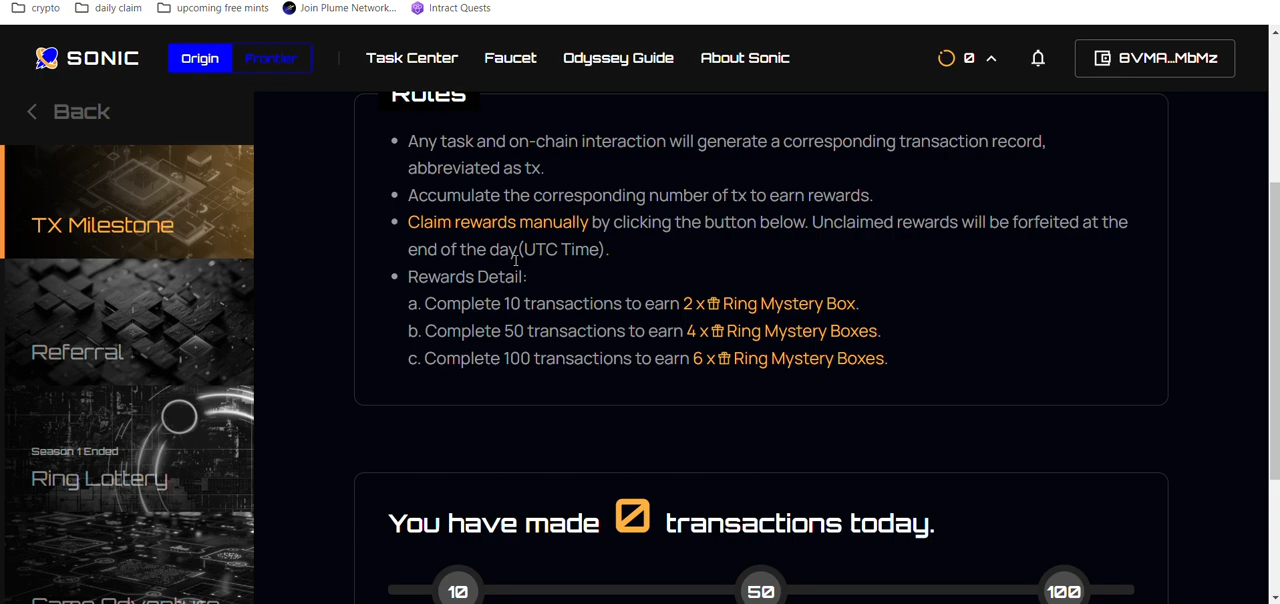 crypto
daily claim
upcoming free mints
Join Plume Network...
Intract Quests
SONIC
Origin
Frontier
Task Center
Faucet
Odyssey Guide
About Sonic
0
8VMA...MbMz
Back
TX Milestone
Referral
Season 1 Ended
Ring Lottery
Game Adventure
Rules
Any task and on-chain interaction will generate a corresponding transaction record,
abbreviated as tx.
Accumulate the corresponding number of tx to earn rewards.
Claim rewards manually by clicking the button below. Unclaimed rewards will be forfeited at the
end of the day(UTC Time).
Rewards Detail:
a. Complete 10 transactions to earn 2 x Ring Mystery Box.
b. Complete 50 transactions to earn 4 x Ring Mystery Boxes.
c. Complete 100 transactions to earn 6 x Ring Mystery Boxes.
You have made 0 transactions today.
10
50
100